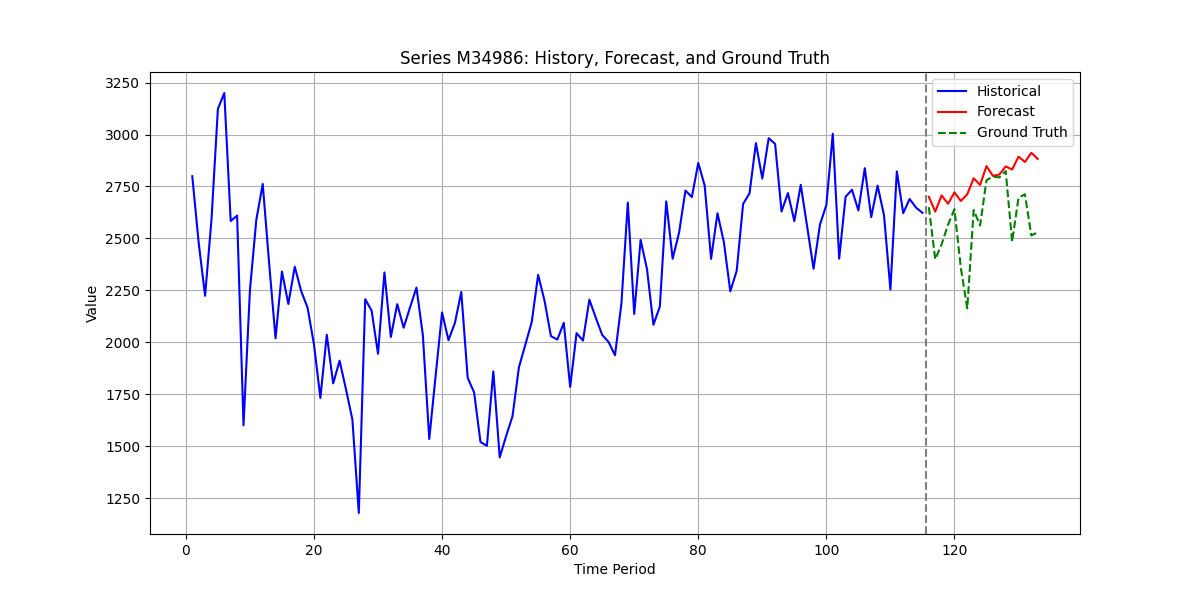 Series M34986: History, Forecast, and Ground Truth
Historical
Forecast
Ground Truth
3250
3000
2750
2500
2250
2000
1750
1500
1250
Value
0 20 40 60 80 100 120
Time Period